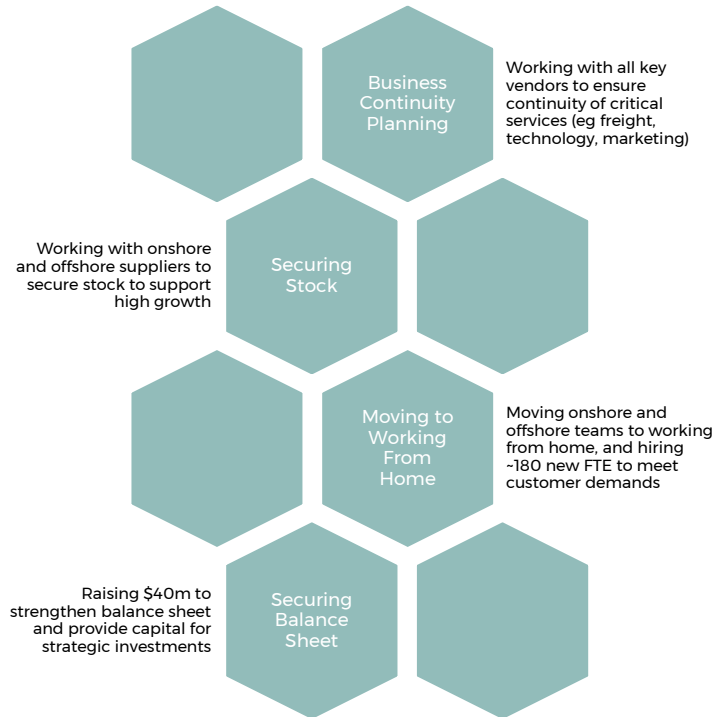 Business
Continuity
Planning
Working with all key
vendors to ensure
continuity of critical
services (eg freight,
technology, marketing)
Working with onshore
and offshore suppliers to
secure stock to support
high growth
Securing
Stock
Moving to
Working
From
Home
Moving onshore and
offshore teams to working
from home, and hiring
~180 new FTE to meet
customer demands
Raising $40m to
strengthen balance sheet
and provide capital for
strategic investments
Securing
Balance
Sheet